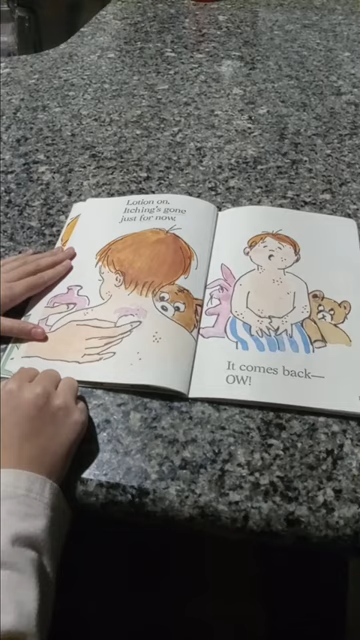 Lotion on,
Itching's gone
just for now,
It comes back—
OW!